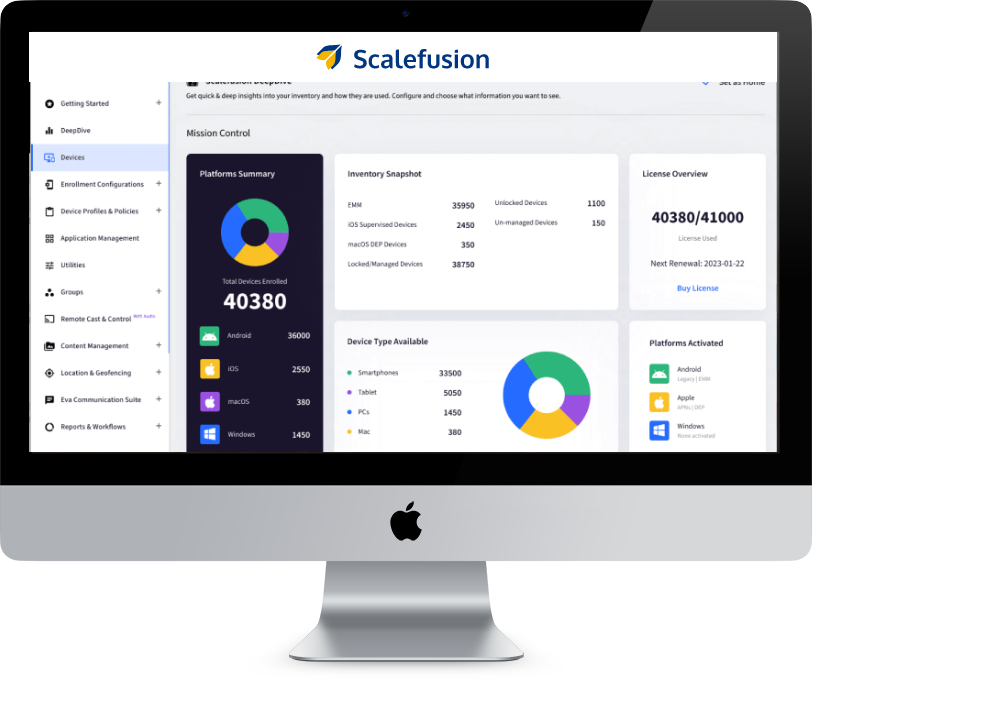 Scalefusion
Scalefusion DeepDive
Set as Home
Get quick & deep insights into your inventory and how they are used. Configure and choose what information you want to see.
Getting Started +
DeepDive
Devices
Enrollment Configurations +
Device Profiles & Policies +
Application Management
Utilities
Groups +
Remote Cast & Control
Content Management +
Location & Geofencing +
Eva Communication Suite +
Reports & Workflows +
Mission Control
Platforms Summary
Total Devices Enrolled
40380
Android 36000
iOS 2550
macOS 380
Windows 1450
Inventory Snapshot
EMM 35950
iOS Supervised Devices 2450
macOS DEP Devices 350
Locked/Managed Devices 38750
Unlocked Devices 1100
Un-managed Devices 150
License Overview
40380/41000
License Used
Next Renewal: 2023-01-22
Buy License
Device Type Available
Smartphones 33500
Tablet 5050
PCs 1450
Mac 380
Platforms Activated
Android
Legacy | EMM
Apple
APNs | DEP
Windows
None activated